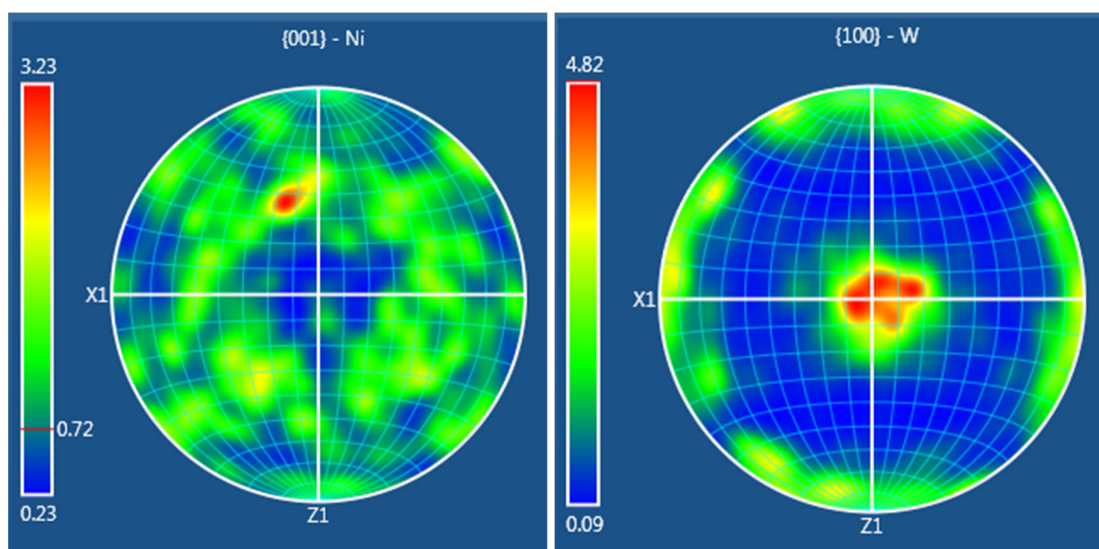 {001} - Ni
3.23
X1
0.72
0.23
Z1
{100} - W
4.82
X1
0.09
Z1